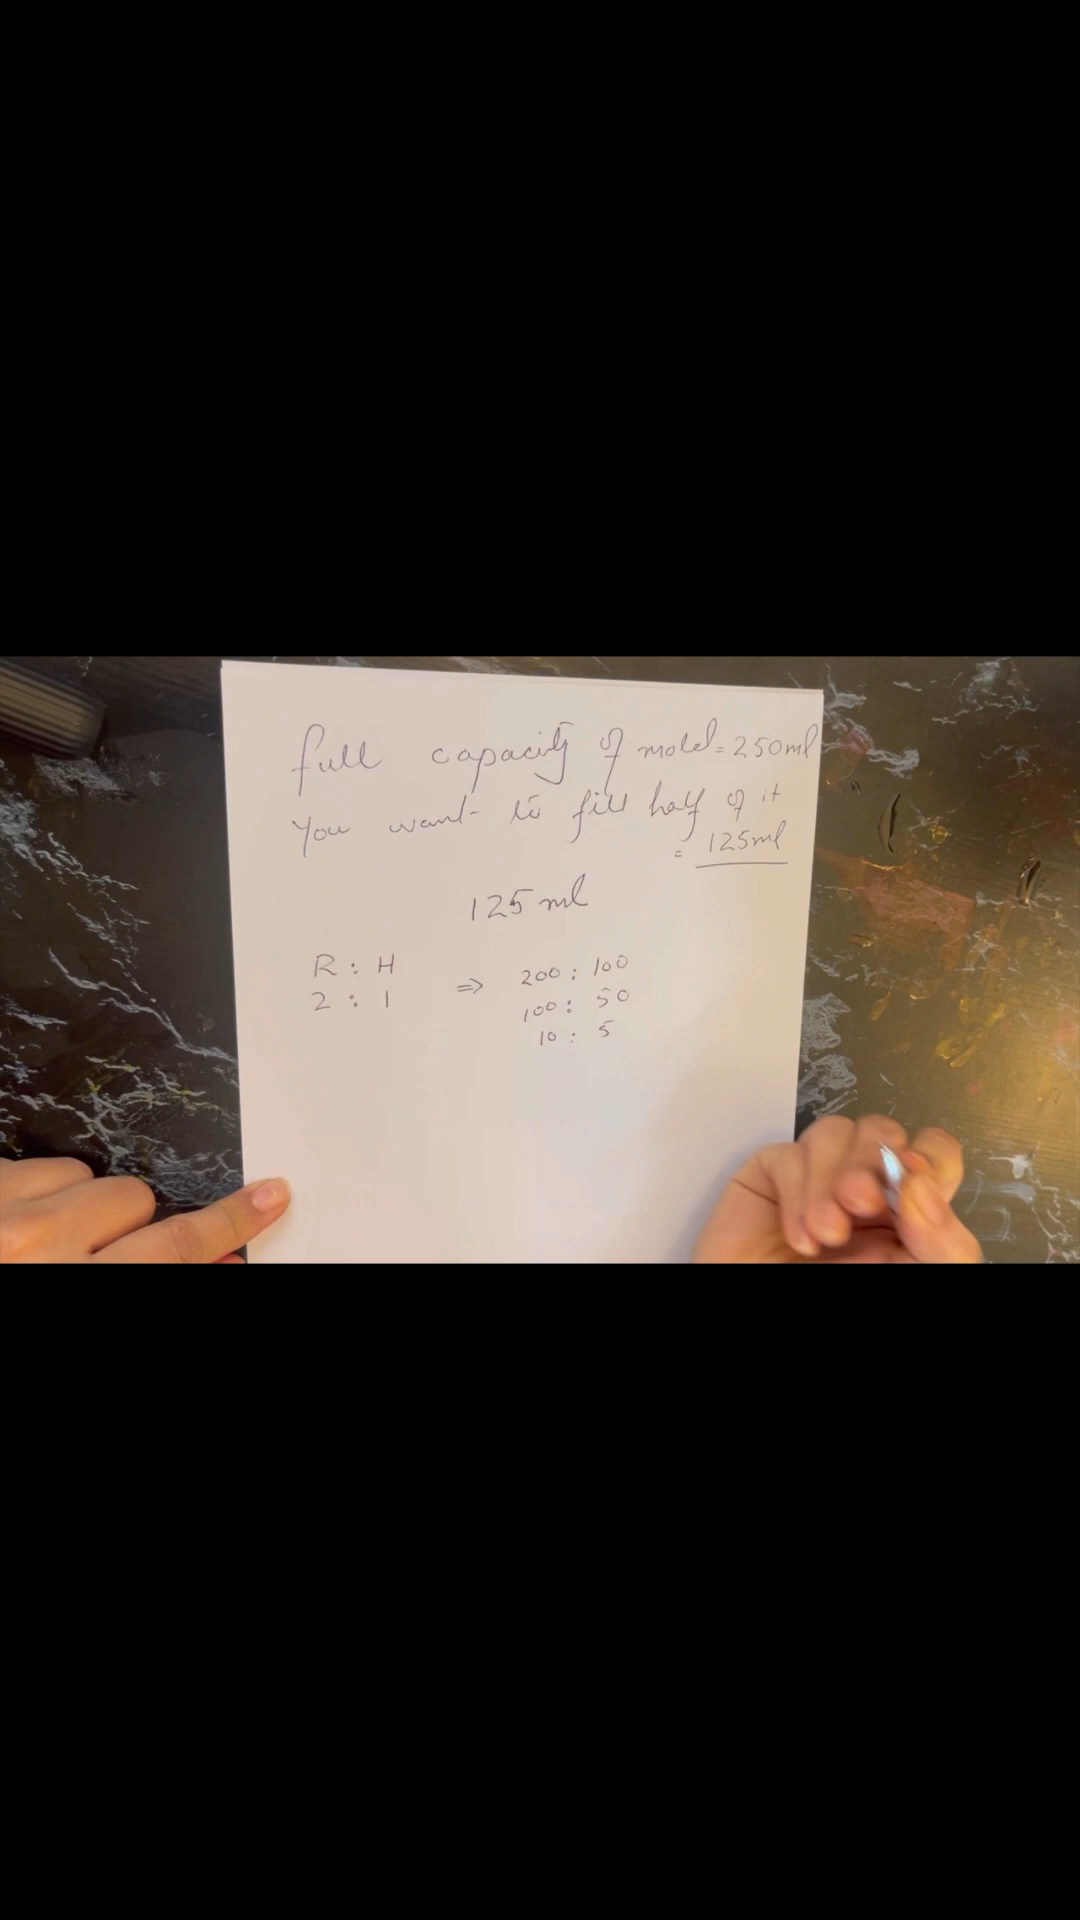 full capacity of mold = 250ml
You want to fill half of it
= 125ml
125 ml
R : H ⇒ 200 : 100
2 : 1 100 : 50
10 : 5